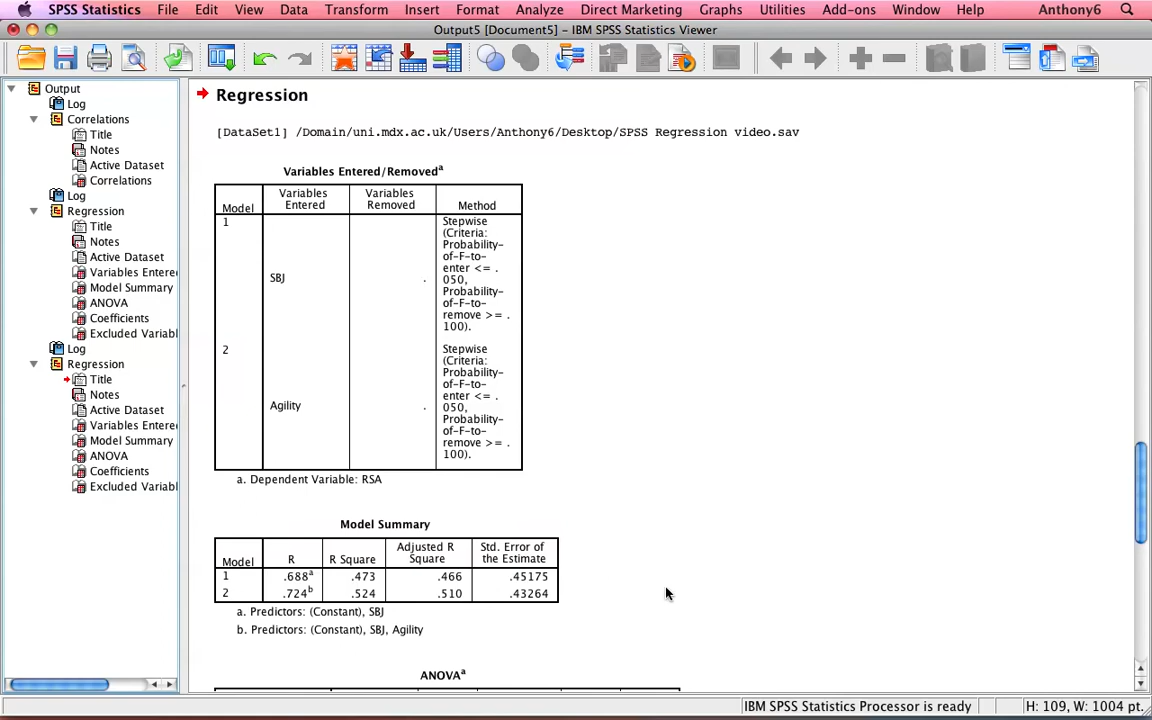 SPSS Statistics File Edit View Data Transform Insert Format Analyze Direct Marketing Graphs Utilities Add-ons Window Help Anthony6
Output5 [Document5] – IBM SPSS Statistics Viewer
Output
Log
Correlations
Title
Notes
Active Dataset
Correlations
Log
Regression
Title
Notes
Active Dataset
Variables Entere
Model Summary
ANOVA
Coefficients
Excluded Variabl
Log
Regression
Title
Notes
Active Dataset
Variables Entere
Model Summary
ANOVA
Coefficients
Excluded Variabl
Regression
[DataSet1] /Domain/uni.mdx.ac.uk/Users/Anthony6/Desktop/SPSS Regression video.sav
Variables Entered/Removedᵃ
Model Variables Entered Variables Removed Method
1 SBJ . Stepwise
(Criteria:
Probability-
of-F-to-
enter <= .
050,
Probability-
of-F-to-
remove >= .
100).
2 Agility . Stepwise
(Criteria:
Probability-
of-F-to-
enter <= .
050,
Probability-
of-F-to-
remove >= .
100).
a. Dependent Variable: RSA
Model Summary
Model R R Square Adjusted R Square Std. Error of the Estimate
1 .688ᵃ .473 .466 .45175
2 .724ᵇ .524 .510 .43264
a. Predictors: (Constant), SBJ
b. Predictors: (Constant), SBJ, Agility
ANOVAᵃ
IBM SPSS Statistics Processor is ready H: 109, W: 1004 pt.